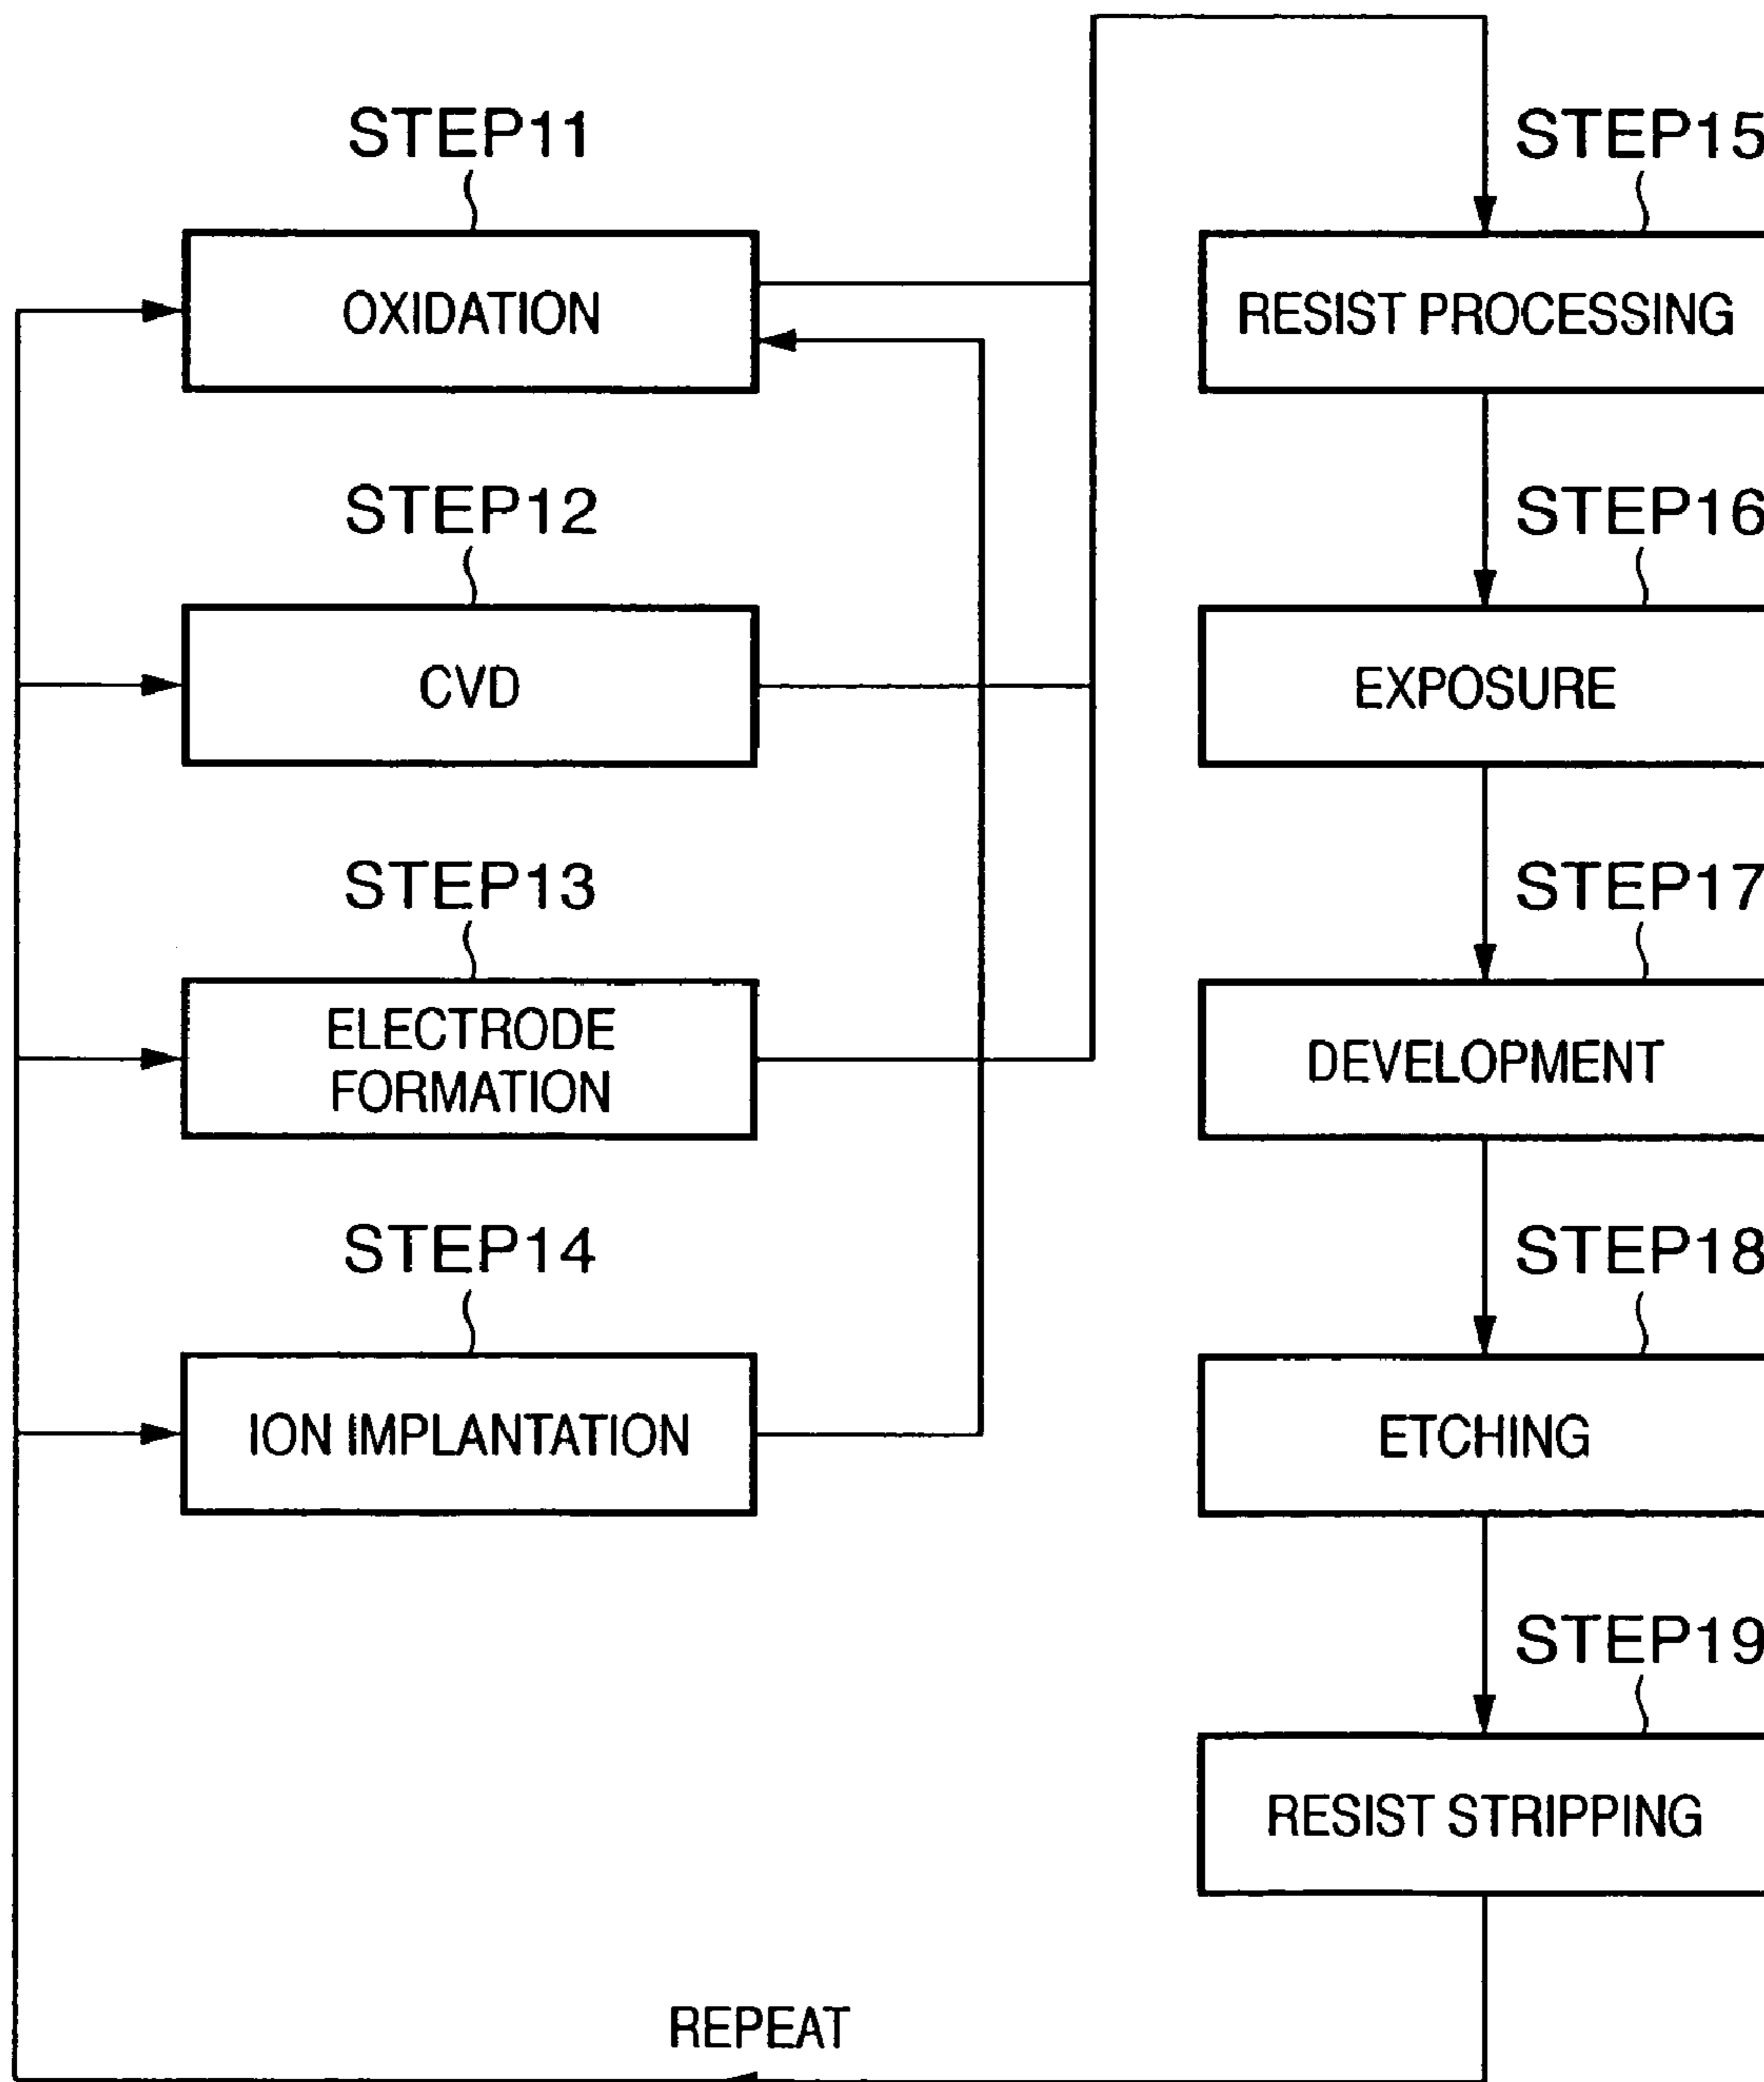 STEP11
OXIDATION
STEP12
CVD
STEP13
ELECTRODE
FORMATION
STEP14
ION IMPLANTATION
STEP15
RESIST PROCESSING
STEP16
EXPOSURE
STEP17
DEVELOPMENT
STEP18
ETCHING
STEP19
RESIST STRIPPING
REPEAT